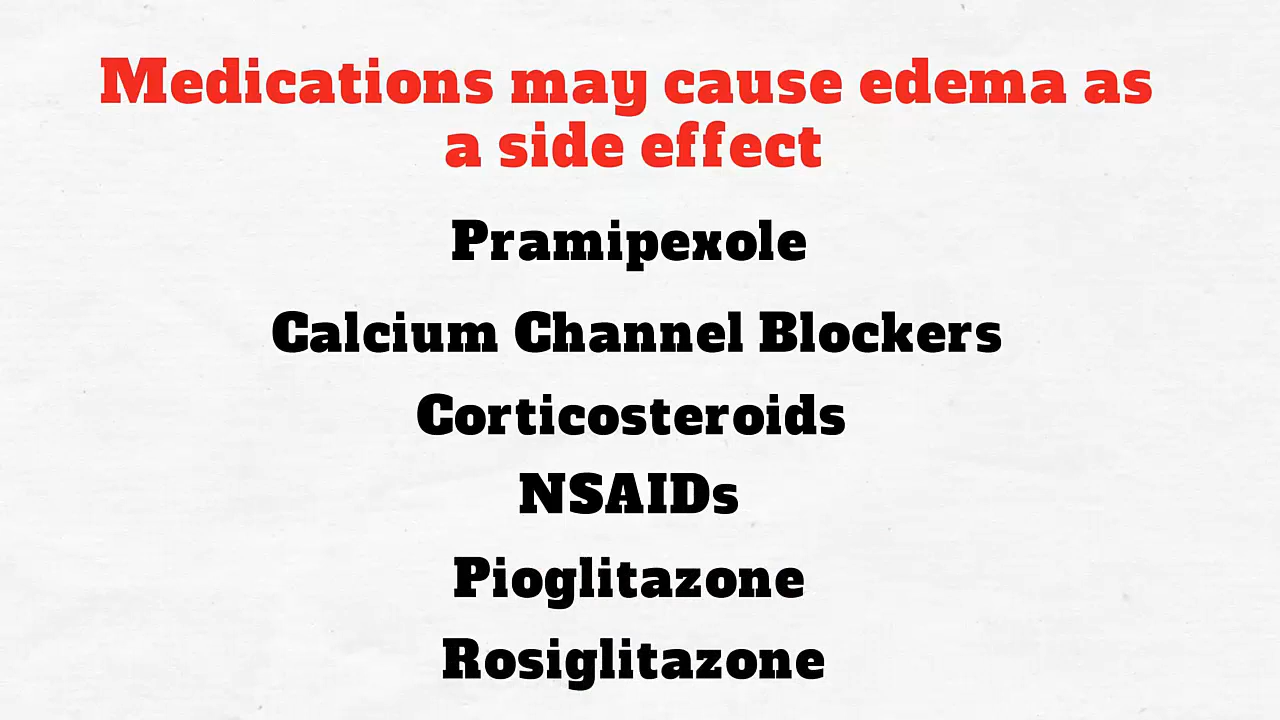 Medications may cause edema as
a side effect
Pramipexole
Calcium Channel Blockers
Corticosteroids
NSAIDs
Pioglitazone
Rosiglitazone